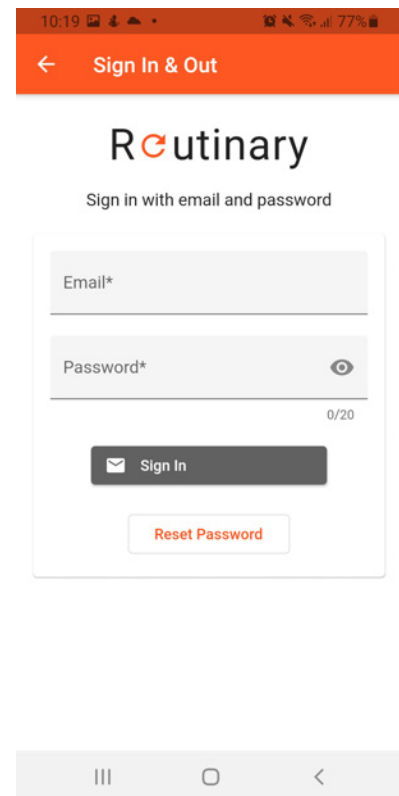 10:19 77%
Sign In & Out
Routinary
Sign in with email and password
Email*
Password*
0/20
Sign In
Reset Password